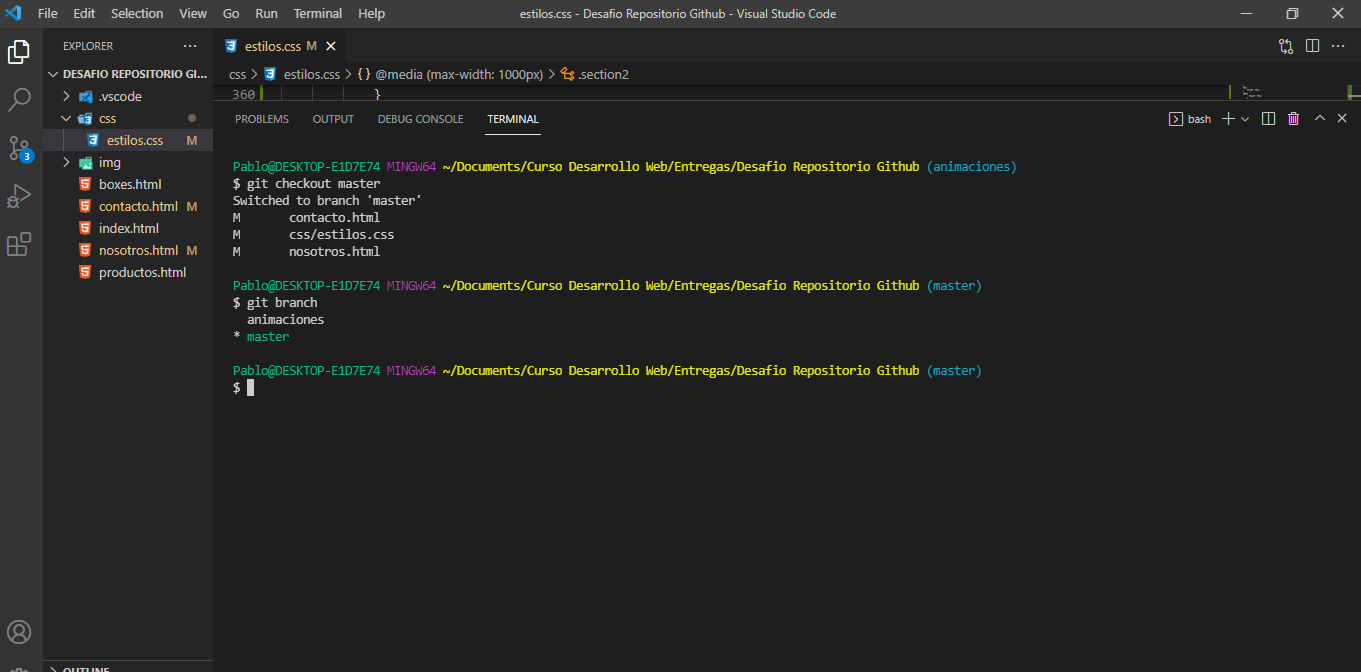 File Edit Selection View Go Run Terminal Help
estilos.css - Desafio Repositorio Github - Visual Studio Code
EXPLORER
DESAFIO REPOSITORIO GI...
.vscode
css
estilos.css M
img
boxes.html
contacto.html M
index.html
nosotros.html M
productos.html
OUTLINE
3
estilos.css M
css > estilos.css > {} @media (max-width: 1000px) > .section2
360 }
PROBLEMS OUTPUT DEBUG CONSOLE TERMINAL
bash
Pablo@DESKTOP-E1D7E74 MINGW64 ~/Documents/Curso Desarrollo Web/Entregas/Desafio Repositorio Github (animaciones)
$ git checkout master
Switched to branch 'master'
M contacto.html
M css/estilos.css
M nosotros.html
Pablo@DESKTOP-E1D7E74 MINGW64 ~/Documents/Curso Desarrollo Web/Entregas/Desafio Repositorio Github (master)
$ git branch
animaciones
* master
Pablo@DESKTOP-E1D7E74 MINGW64 ~/Documents/Curso Desarrollo Web/Entregas/Desafio Repositorio Github (master)
$